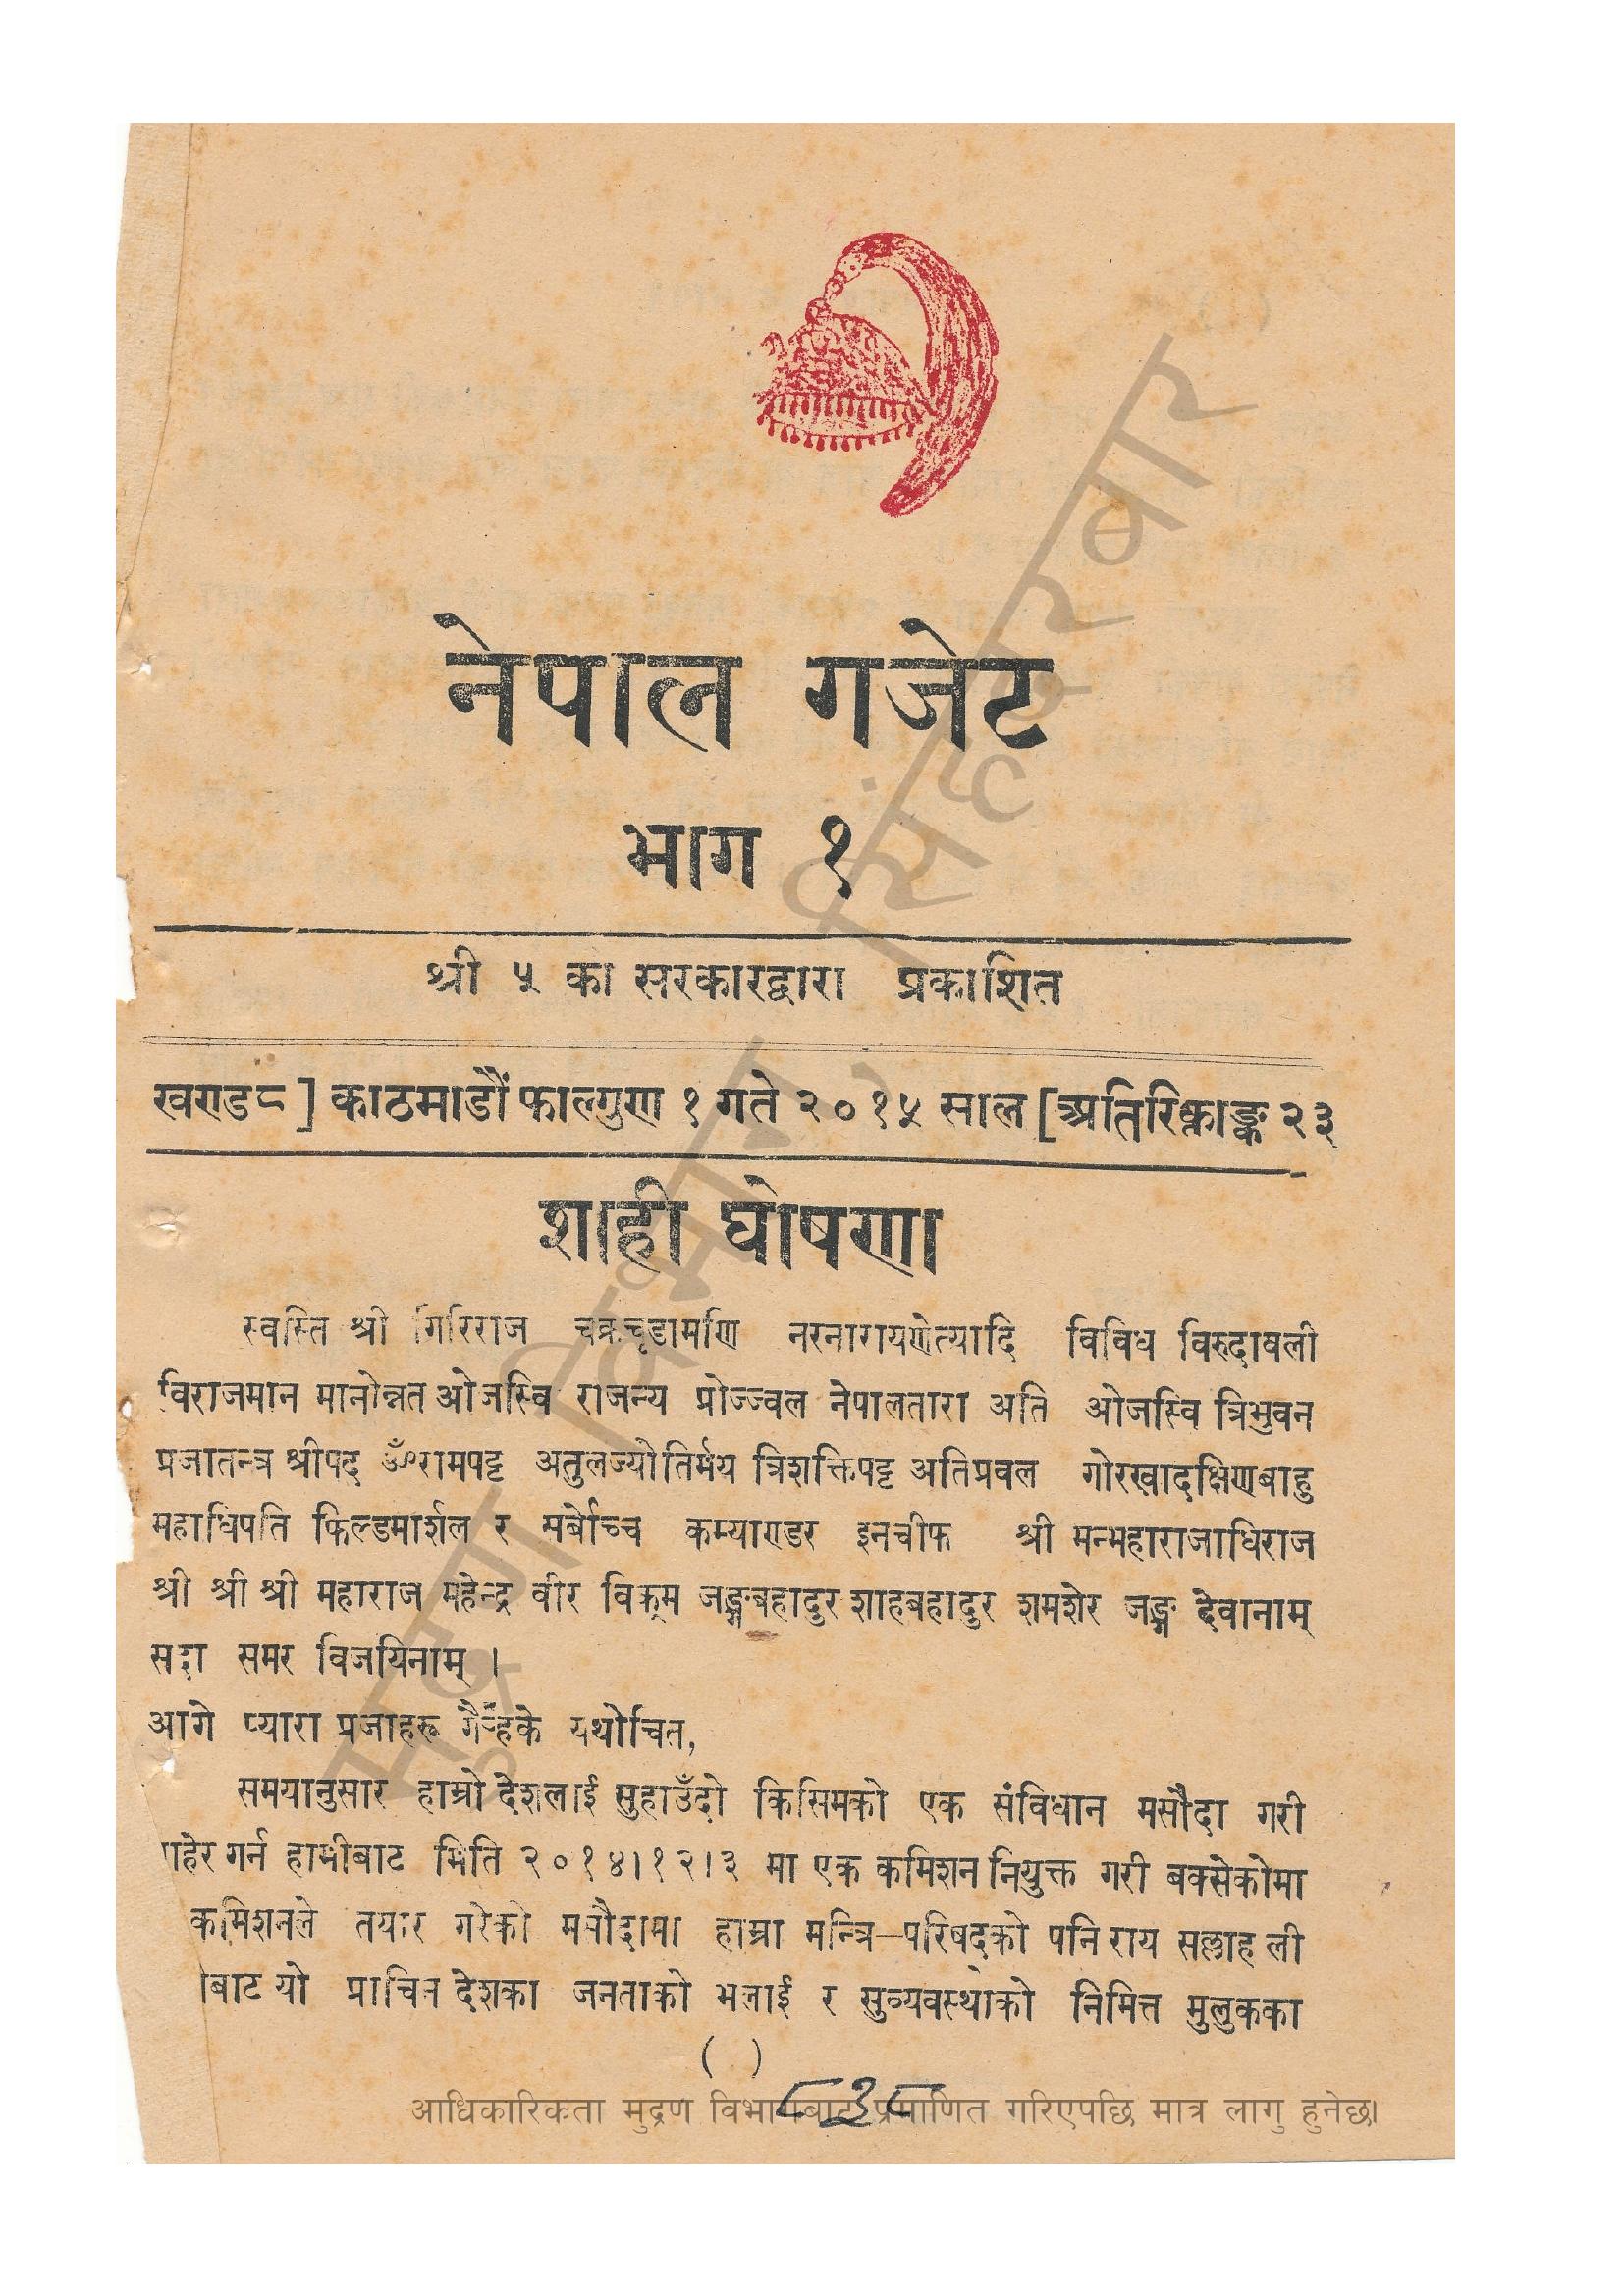 नेपाल गजेट
भाग १
श्री ५ का सरकारद्वारा प्रकाशित
खण्ड८ ] काठमाडौं फाल्गुण १ गते २०१५ साल [ अतिरिक्ताङ्क २३
शाही घोषणा
स्वस्ति श्री गिरिराज चक्रचूडामणि नरनारायणेत्यादि विविध विरुदावली
विराजमान मानोन्नत ओजस्वि राजन्य प्रोज्ज्वल नेपालतारा अति ओजस्वि त्रिभुवन
प्रजातन्त्र श्रीपद ॐरामपट्ट अतुलज्योतिर्मय त्रिशक्तिपट्ट अतिप्रवल गोरखादक्षिणबाहु
महाधिपति फिल्डमार्शल र सर्बोच्च कम्याण्डर इनचीफ श्री मन्महाराजाधिराज
श्री श्री श्री महाराज महेन्द्र वीर विक्रम जङ्गबहादुर शाहबहादुर शमशेर जङ्ग देवानाम्
सदा समर विजयिनाम् ।
आगे प्यारा प्रजाहरू गैह्रके यथोचित,
समयानुसार हाम्रो देशलाई सुहाउँदो किसिमको एक संविधान मसौदा गरी
ाहेर गर्न हामीबाट मिति २०१४।१२।३ मा एक कमिशन नियुक्त गरी बक्सेकोमा
कमिशनले तयार गरेको मसौदामा हाम्रा मन्त्रि–परिषद्को पनि राय सल्लाह ली
ाबाट यो प्राचिन देशका जनताको भलाई र सुव्यवस्थाको निमित्त मुलुकका
( )
८३८
आधिकारिकता मुद्रण विभागबाट प्रमाणित गरिएपछि मात्र लागु हुनेछ।
मुद्रण विभाग, सिंहदरबार